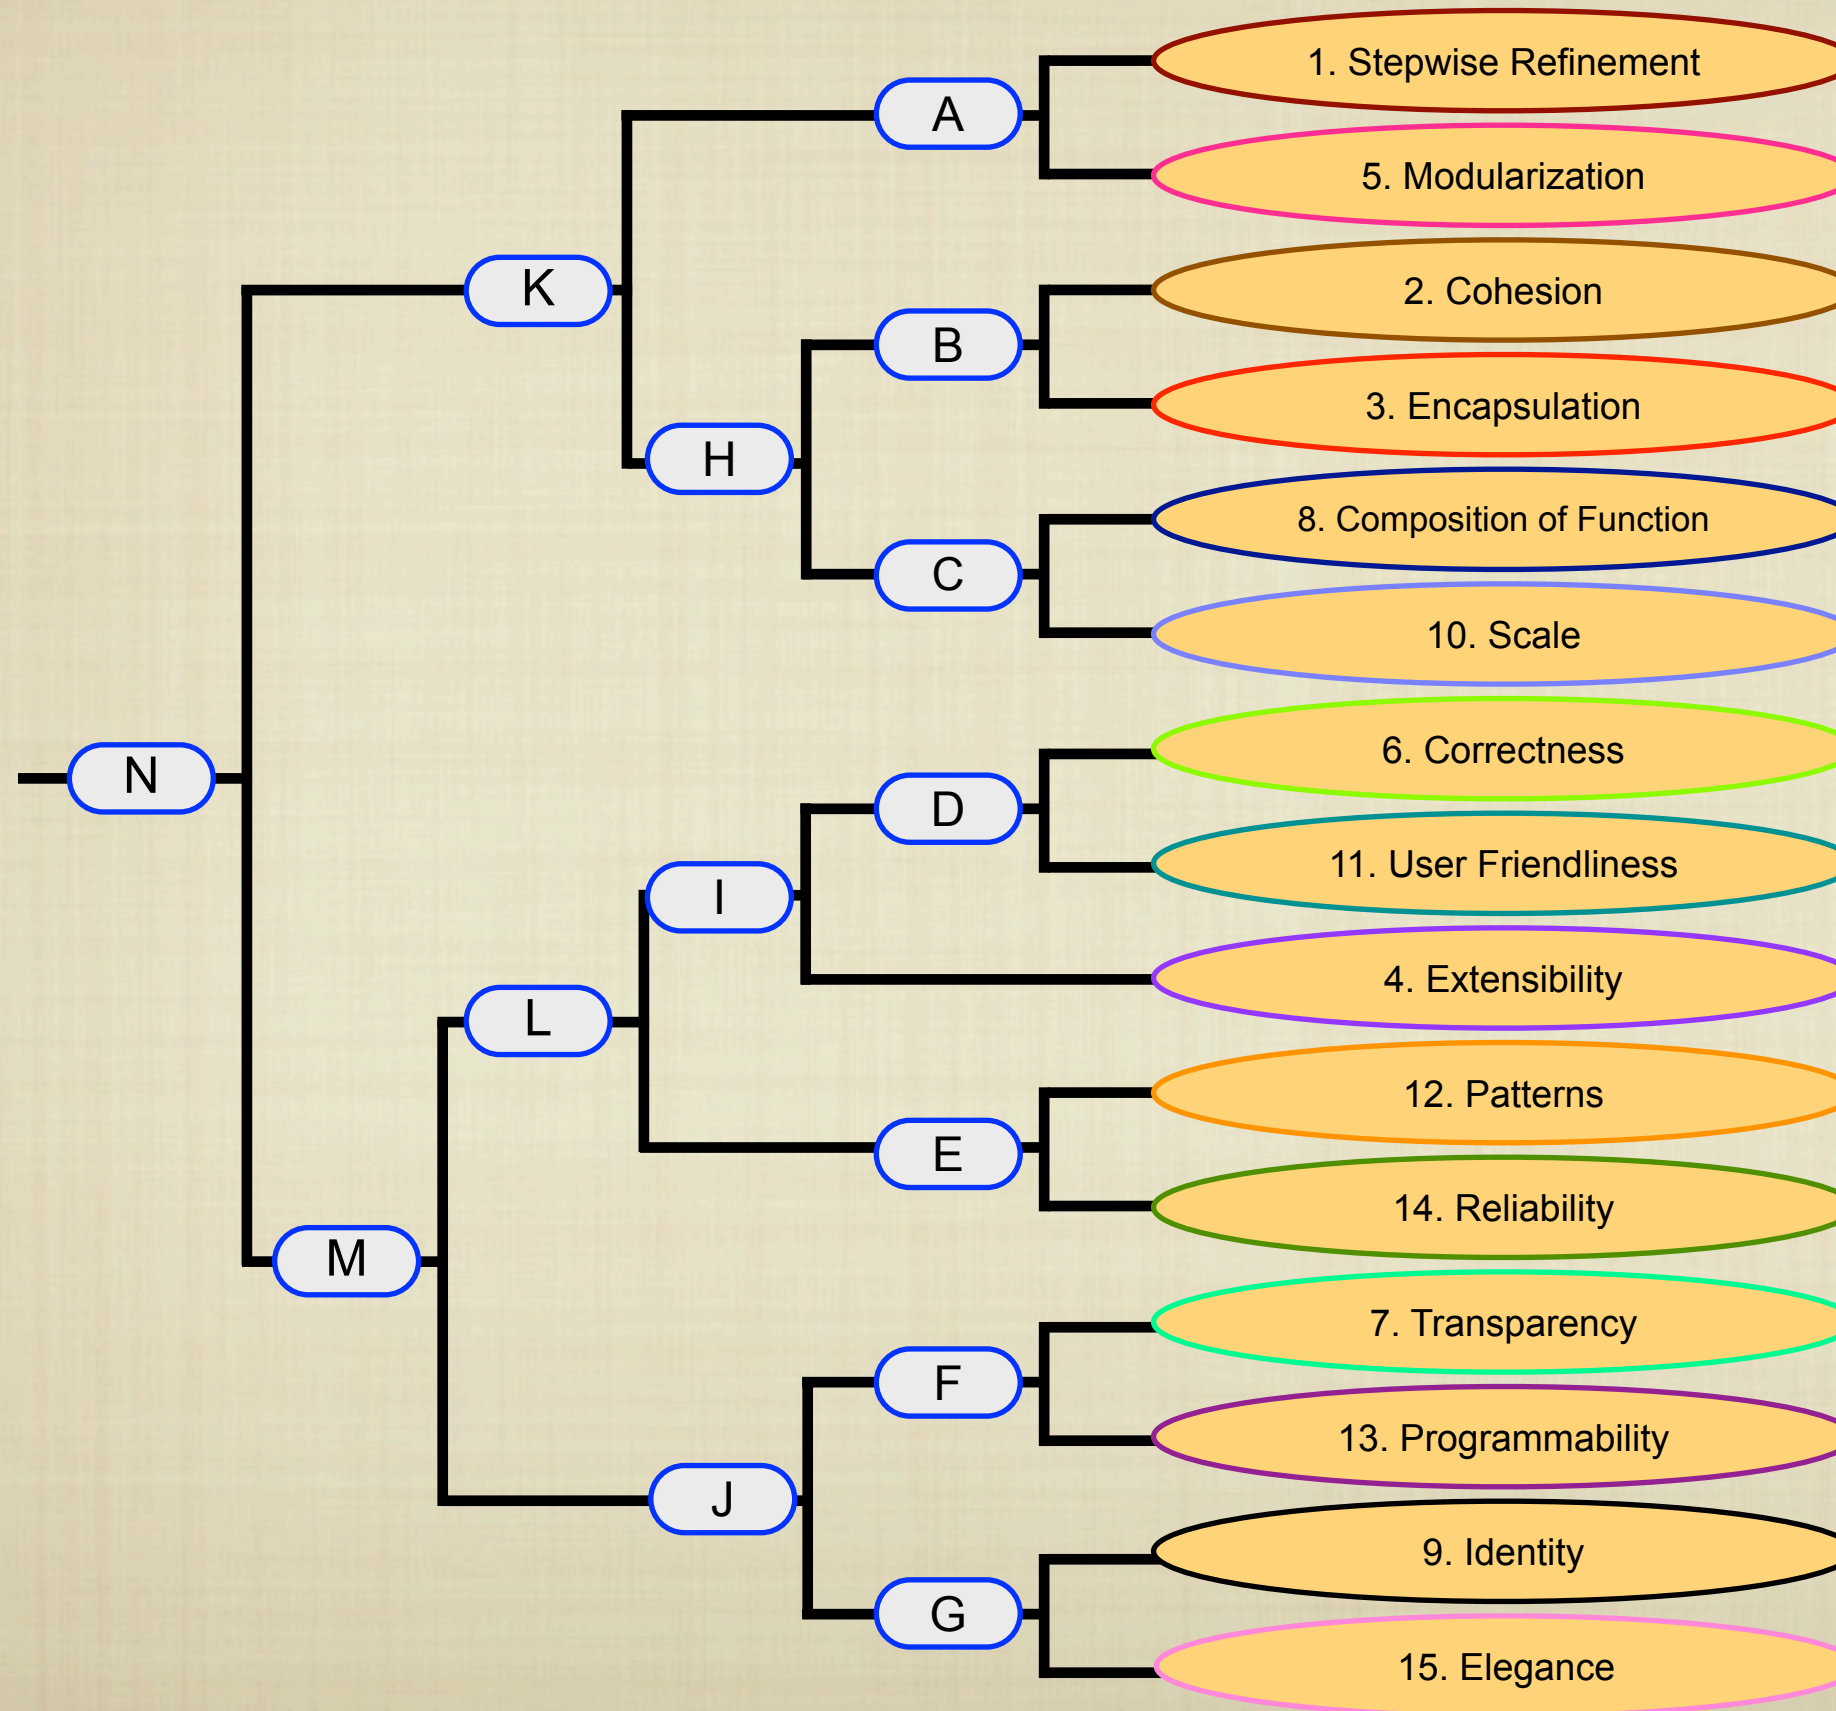 1. Stepwise Refinement
A
5. Modularization
K
2. Cohesion
B
3. Encapsulation
H
8. Composition of Function
C
10. Scale
6. Correctness
N
D
11. User Friendliness
I
4. Extensibility
L
12. Patterns
E
14. Reliability
M
7. Transparency
F
13. Programmability
J
9. Identity
G
15. Elegance